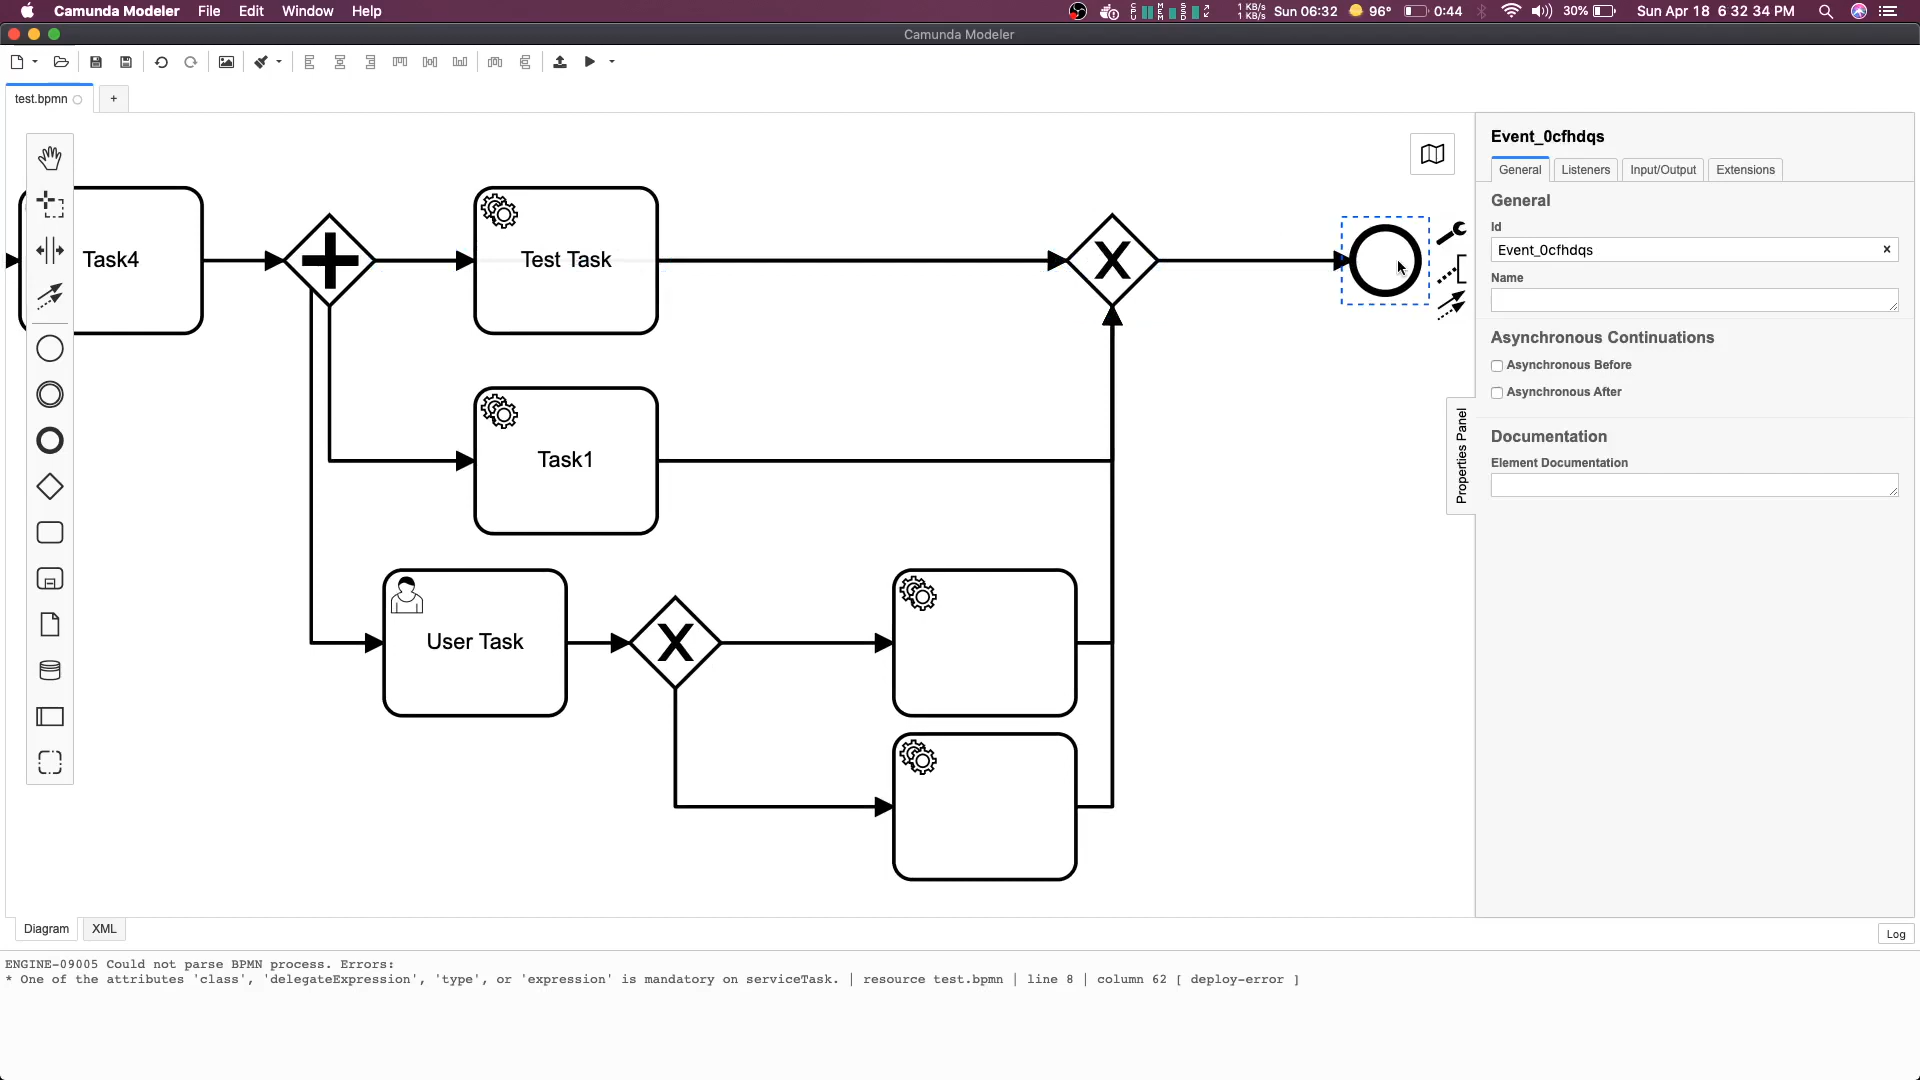 Camunda Modeler File Edit Window Help
1 KB/s
1 KB/s
Sun 06:32 96° 0:44 30% Sun Apr 18 6 32 34 PM
Camunda Modeler
test.bpmn +
Event_0cfhdqs
General Listeners Input/Output Extensions
General
Id
Event_0cfhdqs ×
Name
Asynchronous Continuations
Asynchronous Before
Asynchronous After
Documentation
Element Documentation
Properties Panel
Task4
Test Task
X
Task1
User Task
X
Diagram XML
Log
ENGINE-09005 Could not parse BPMN process. Errors:
* One of the attributes 'class', 'delegateExpression', 'type', or 'expression' is mandatory on serviceTask. | resource test.bpmn | line 8 | column 62 [ deploy-error ]